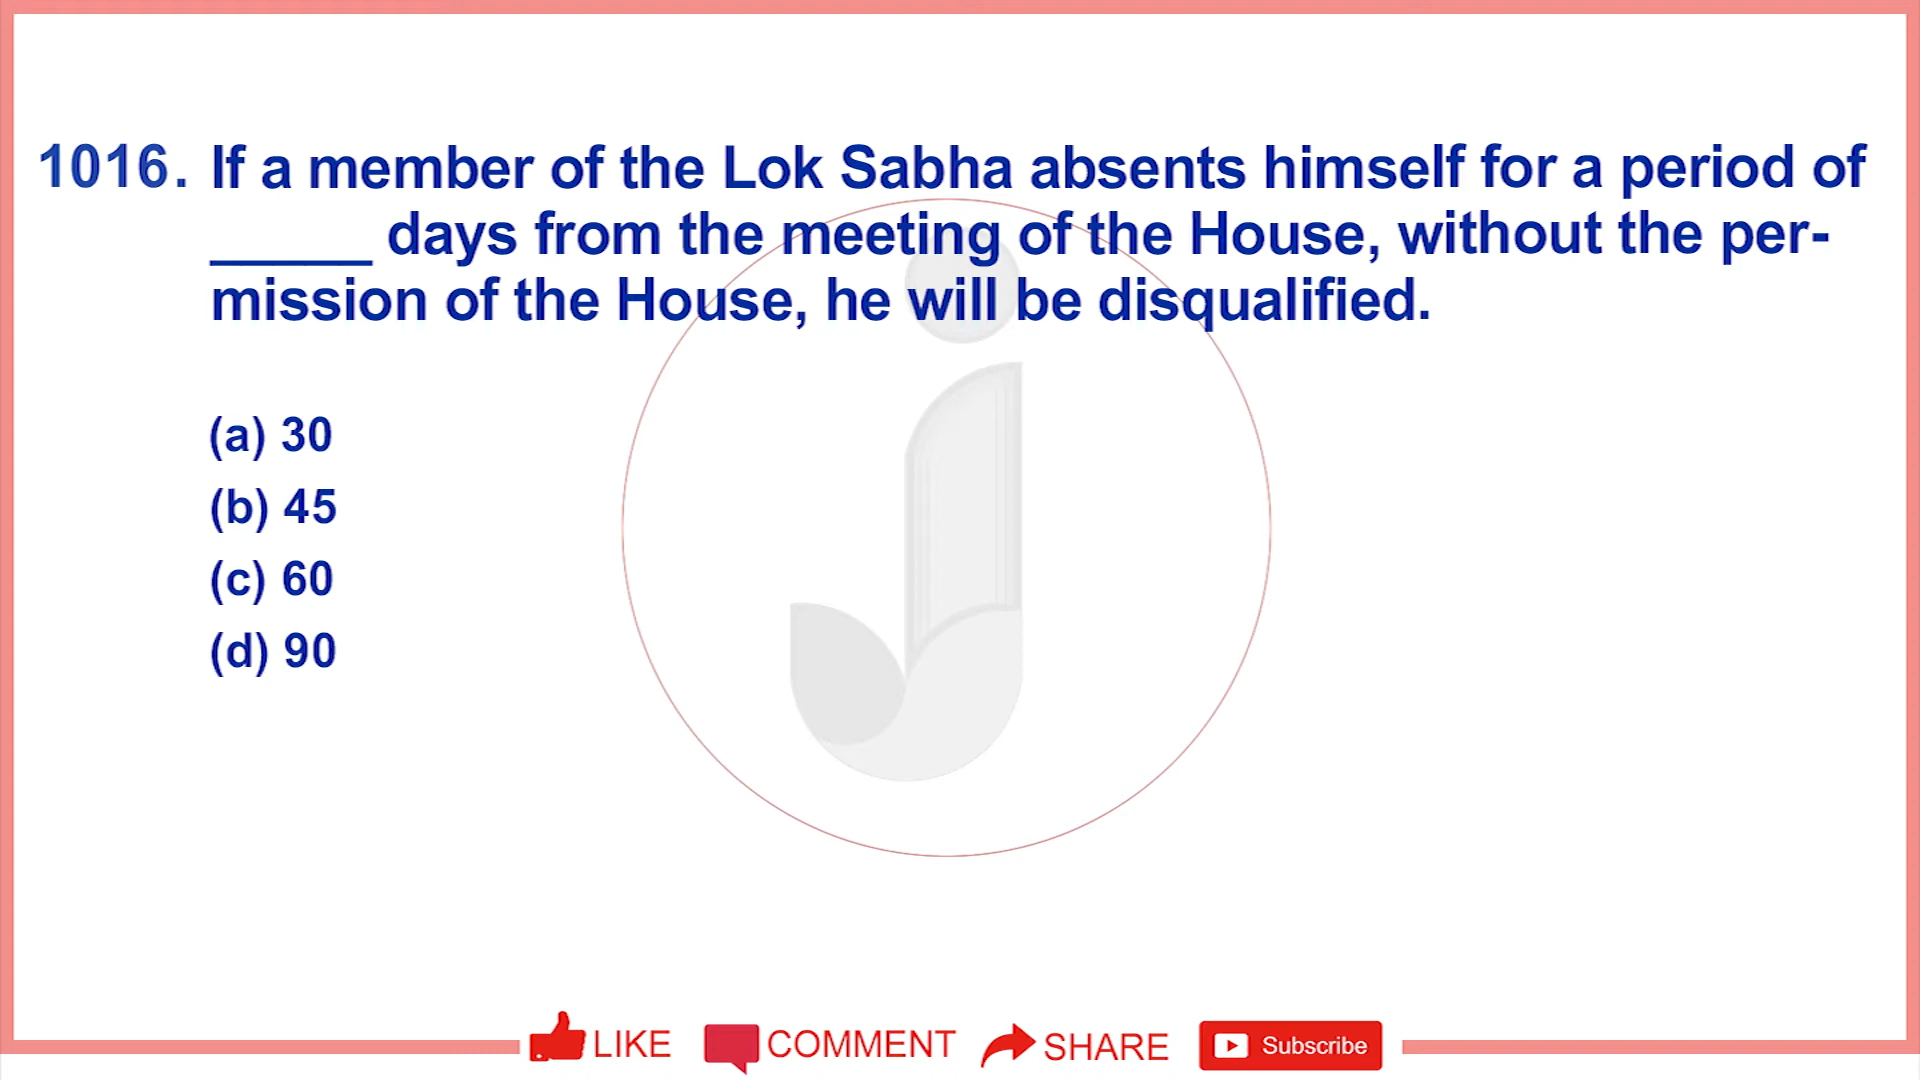 1016. If a member of the Lok Sabha absents himself for a period of
_____ days from the meeting of the House, without the per-
mission of the House, he will be disqualified.
(a) 30
(b) 45
(c) 60
(d) 90
LIKE COMMENT SHARE Subscribe